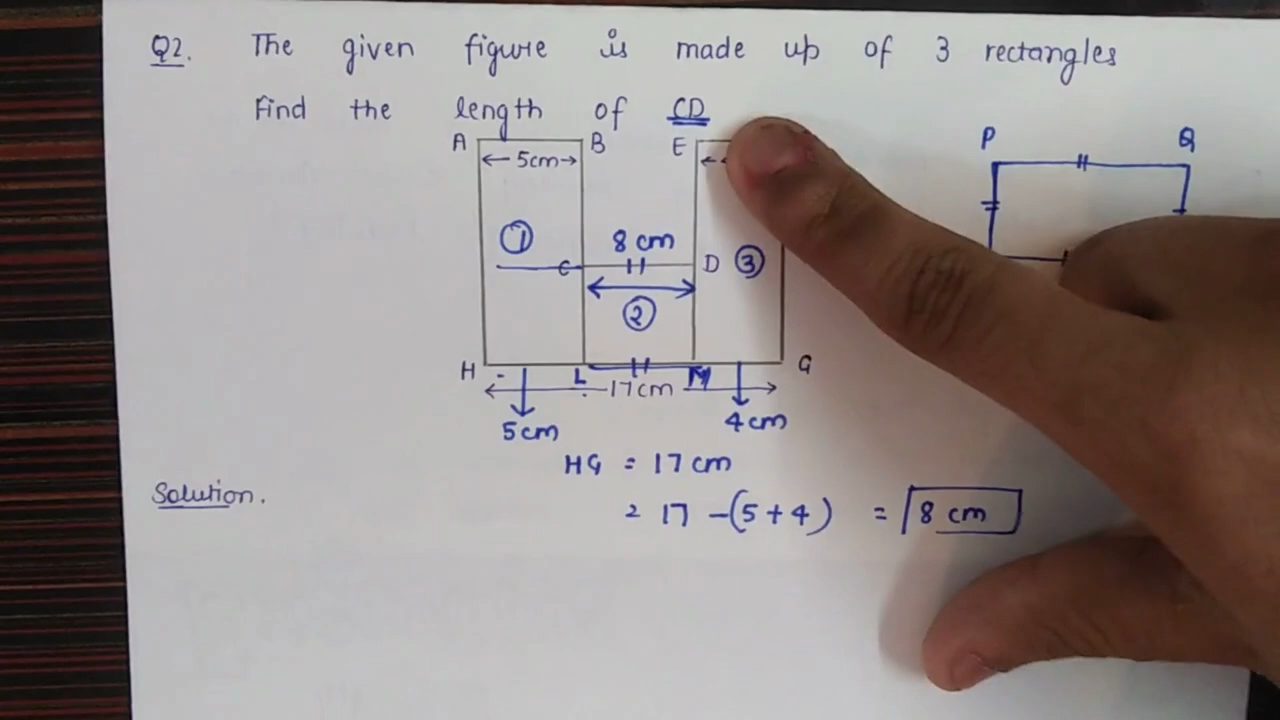 Q2. The given figure is made up of 3 rectangles
Find the length of CD
A B E P Q
5cm
1 8 cm
C D 3
2
H L M G
17cm
5cm 4cm
HG = 17 cm
Solution.
= 17 -(5+4) = 8 cm